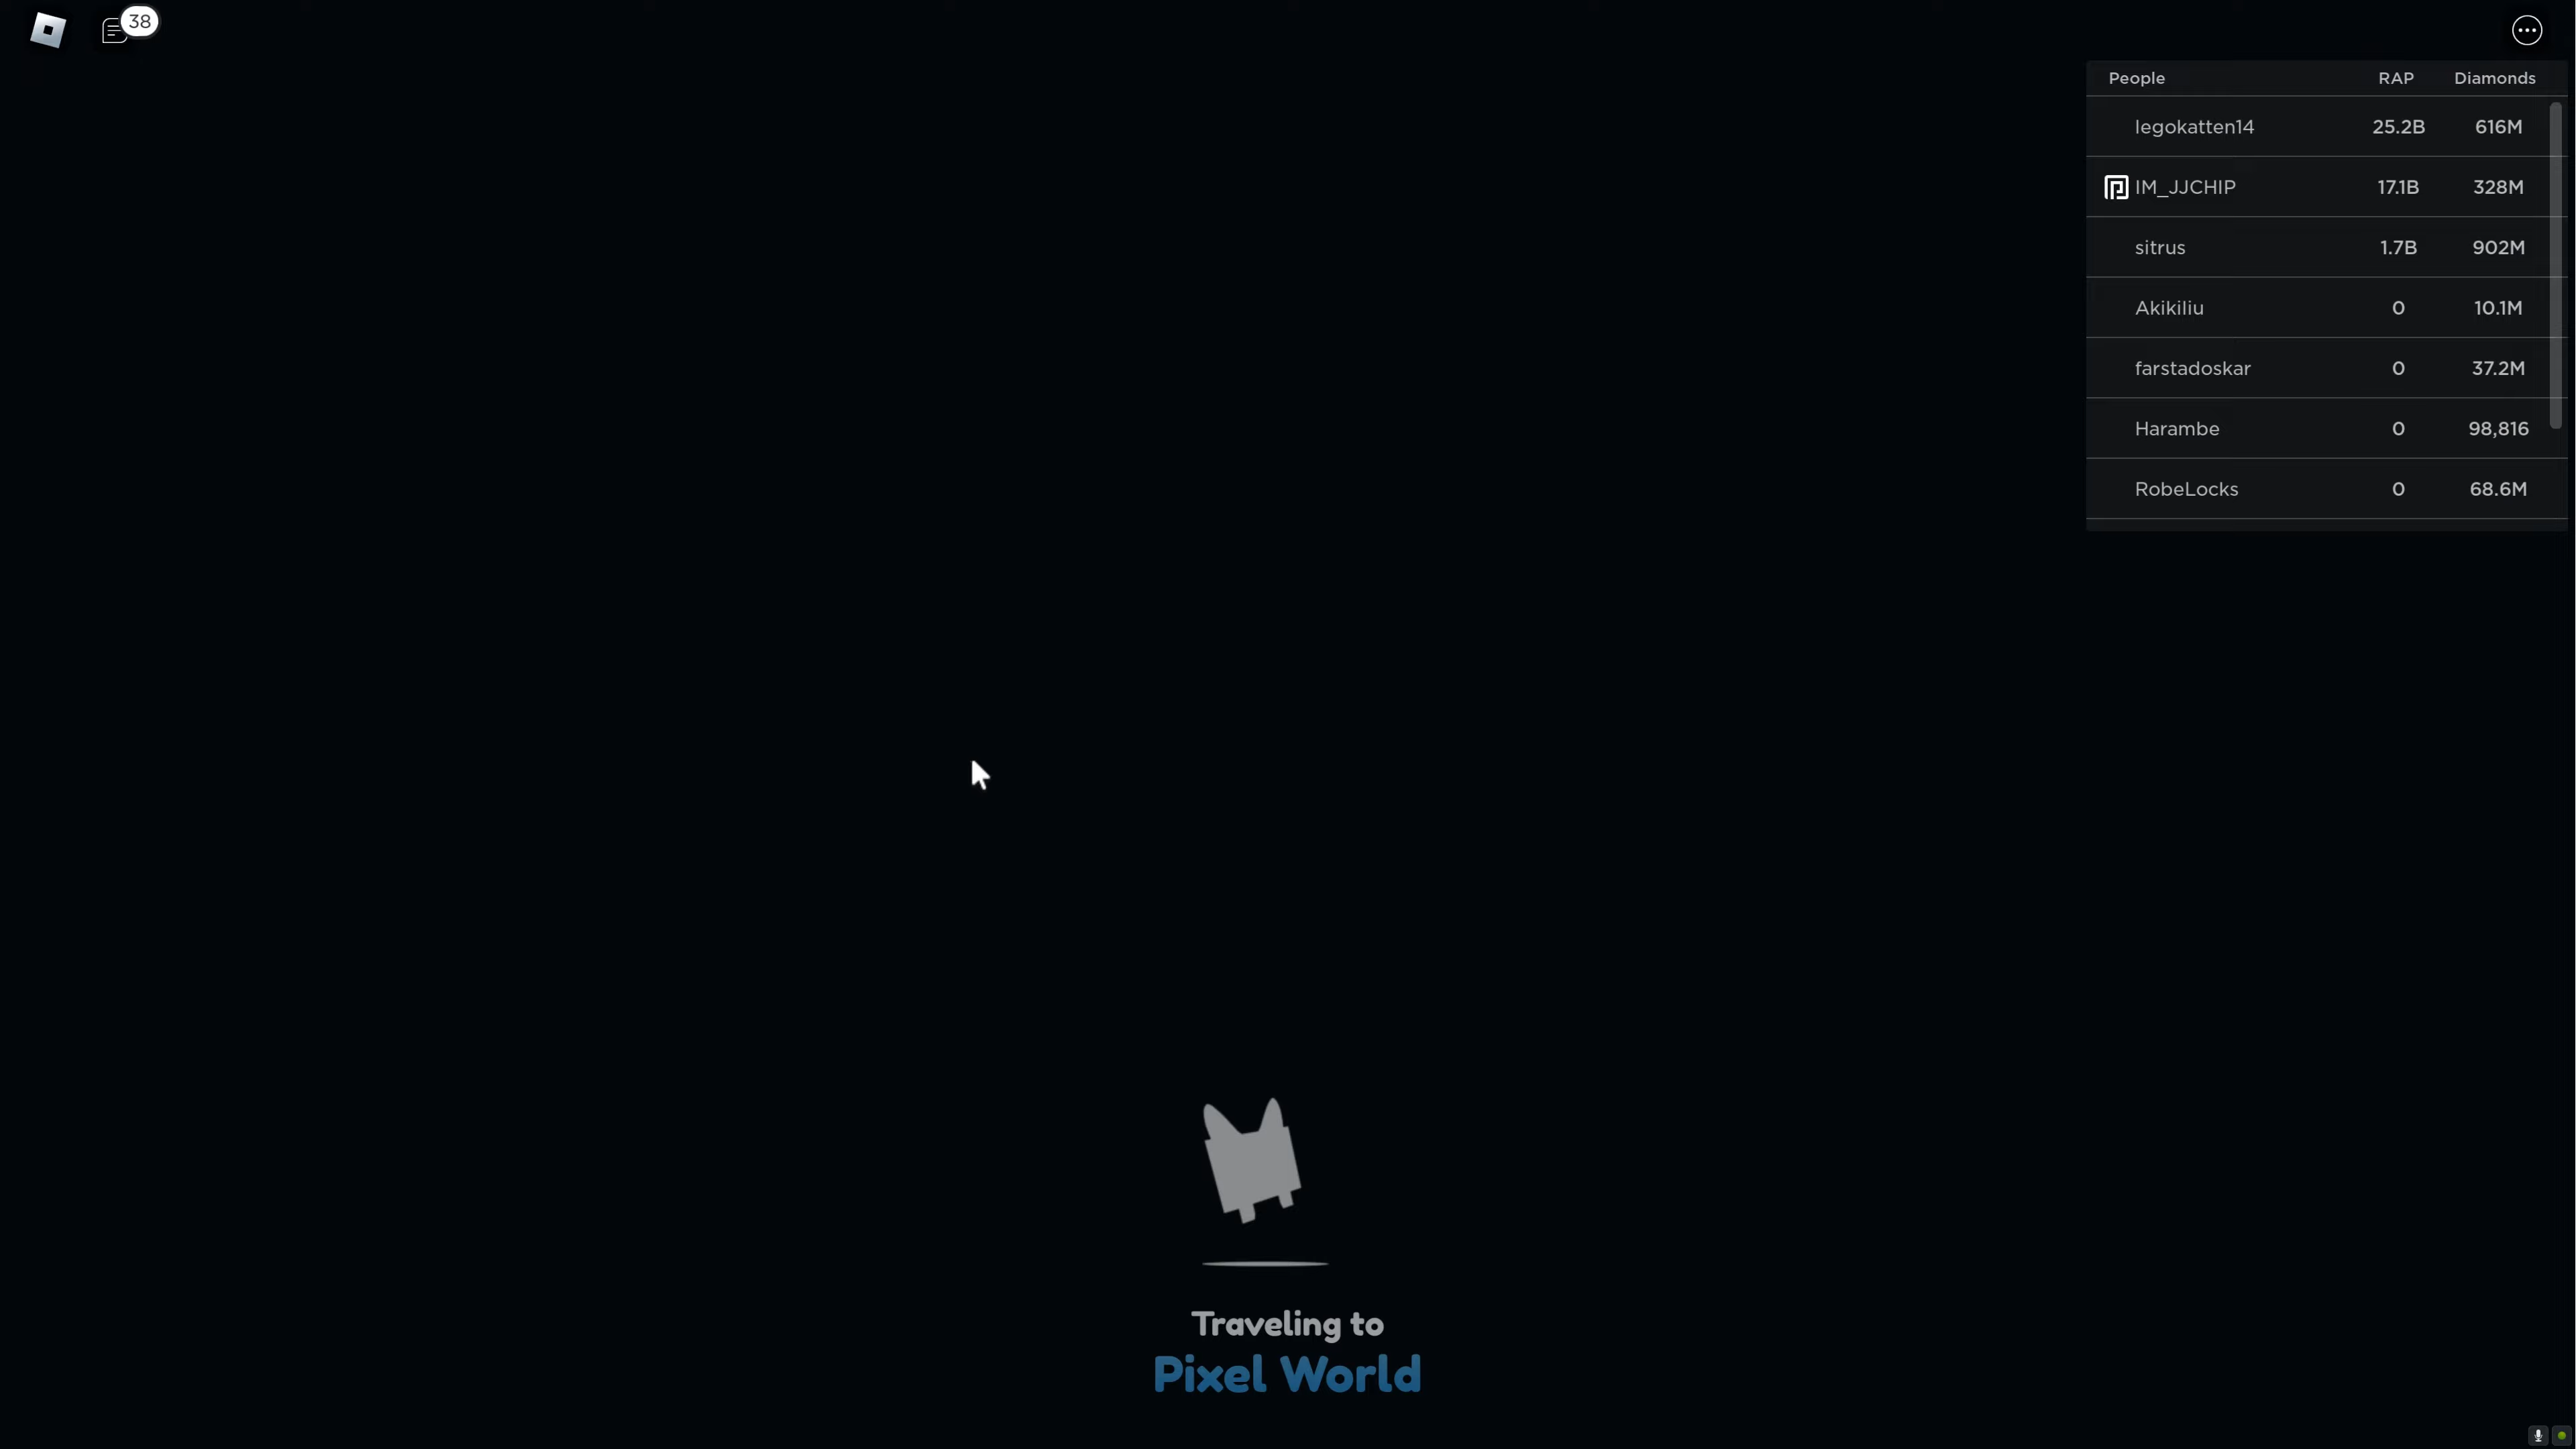 38
People RAP Diamonds
legokatten14 25.2B 616M
IM_JJCHIP 17.1B 328M
sitrus 1.7B 902M
Akikiliu 0 10.1M
farstadoskar 0 37.2M
Harambe 0 98,816
RobeLocks 0 68.6M
Traveling to
Pixel World